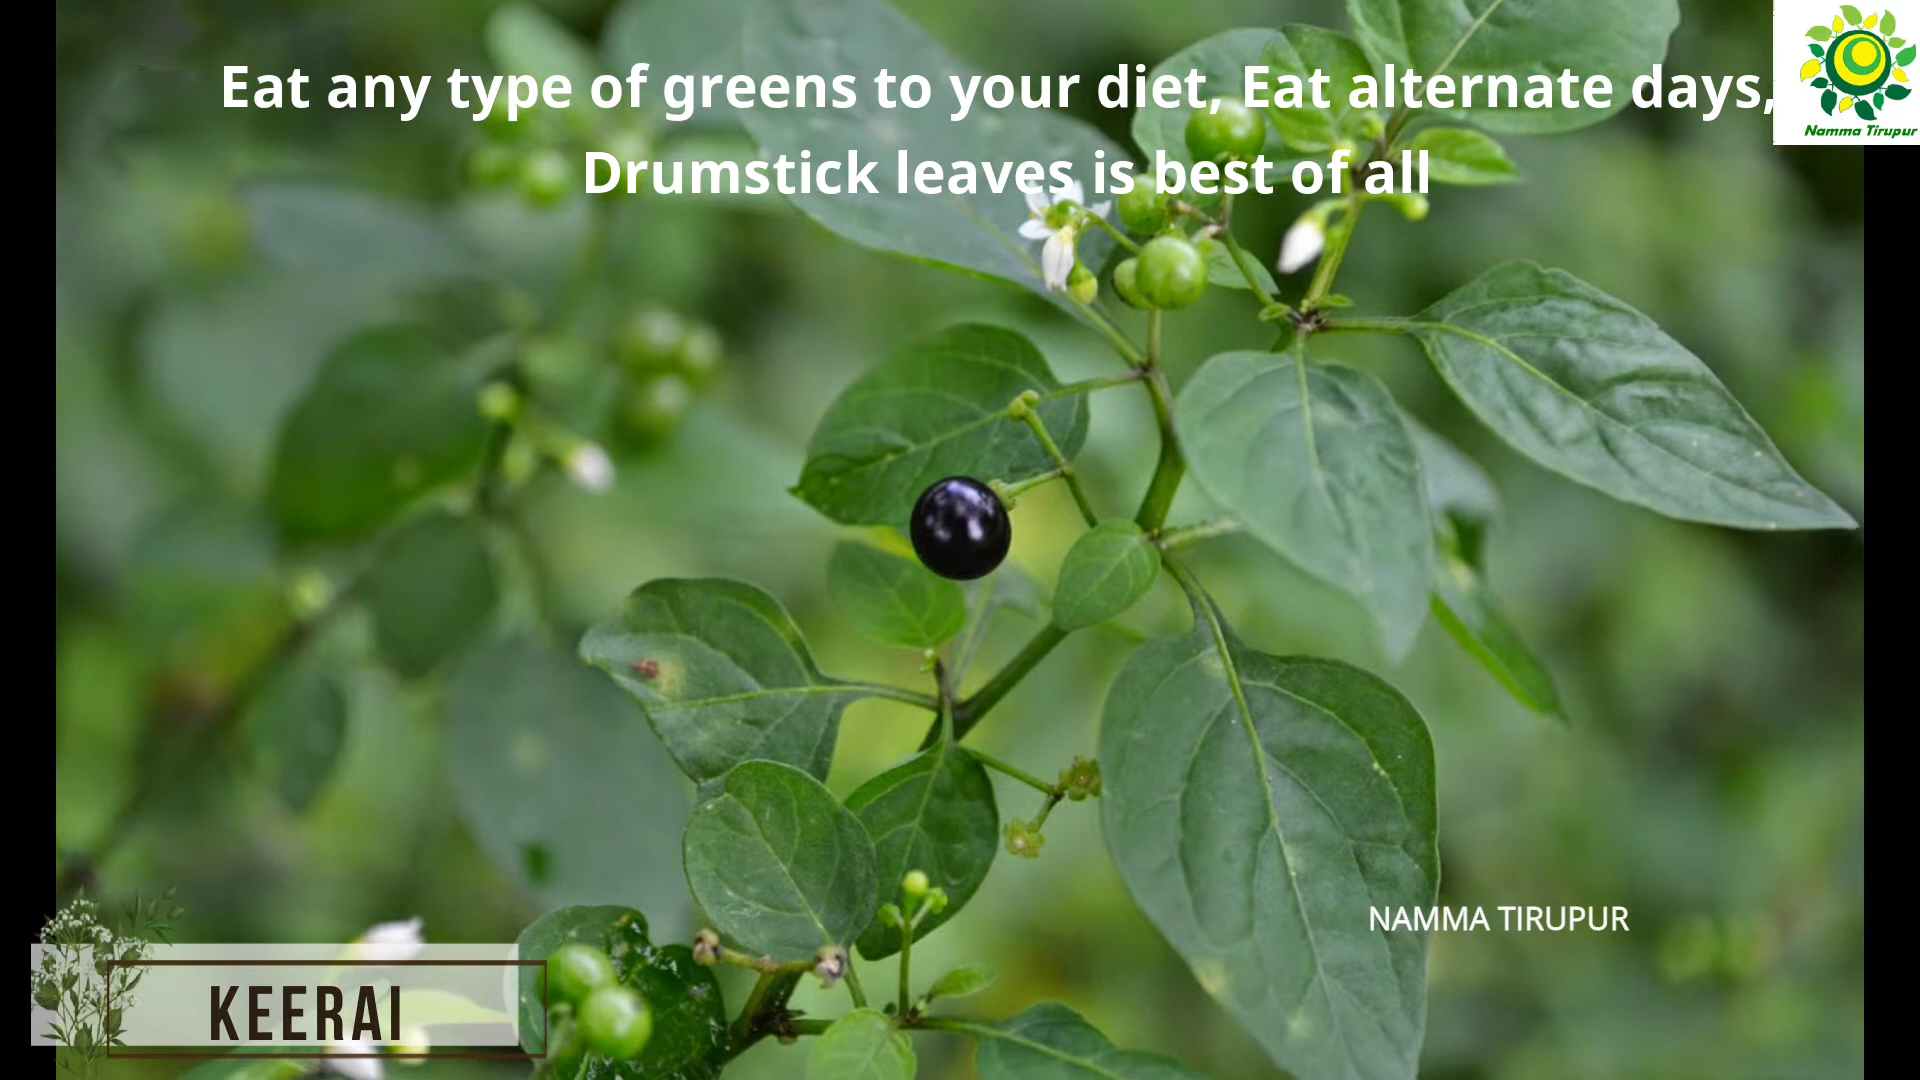 Eat any type of greens to your diet, Eat alternate days,
Drumstick leaves is best of all
Namma Tirupur
NAMMA TIRUPUR
KEERAI